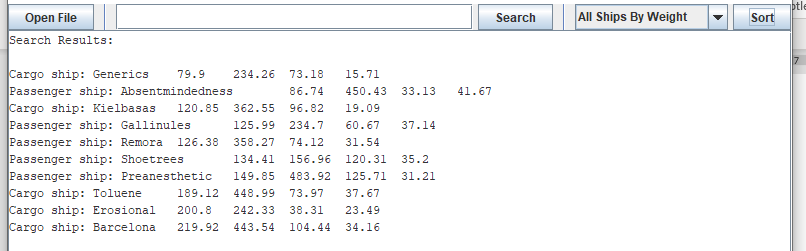 Open File Search All Ships By Weight Sort
Search Results:
Cargo ship: Generics 79.9 234.26 73.18 15.71
Passenger ship: Absentmindedness 86.74 450.43 33.13 41.67
Cargo ship: Kielbasas 120.85 362.55 96.82 19.09
Passenger ship: Gallinules 125.99 234.7 60.67 37.14
Passenger ship: Remora 126.38 358.27 74.12 31.54
Passenger ship: Shoetrees 134.41 156.96 120.31 35.2
Passenger ship: Preanesthetic 149.85 483.92 125.71 31.21
Cargo ship: Toluene 189.12 448.99 73.97 37.67
Cargo ship: Erosional 200.8 242.33 38.31 23.49
Cargo ship: Barcelona 219.92 443.54 104.44 34.16